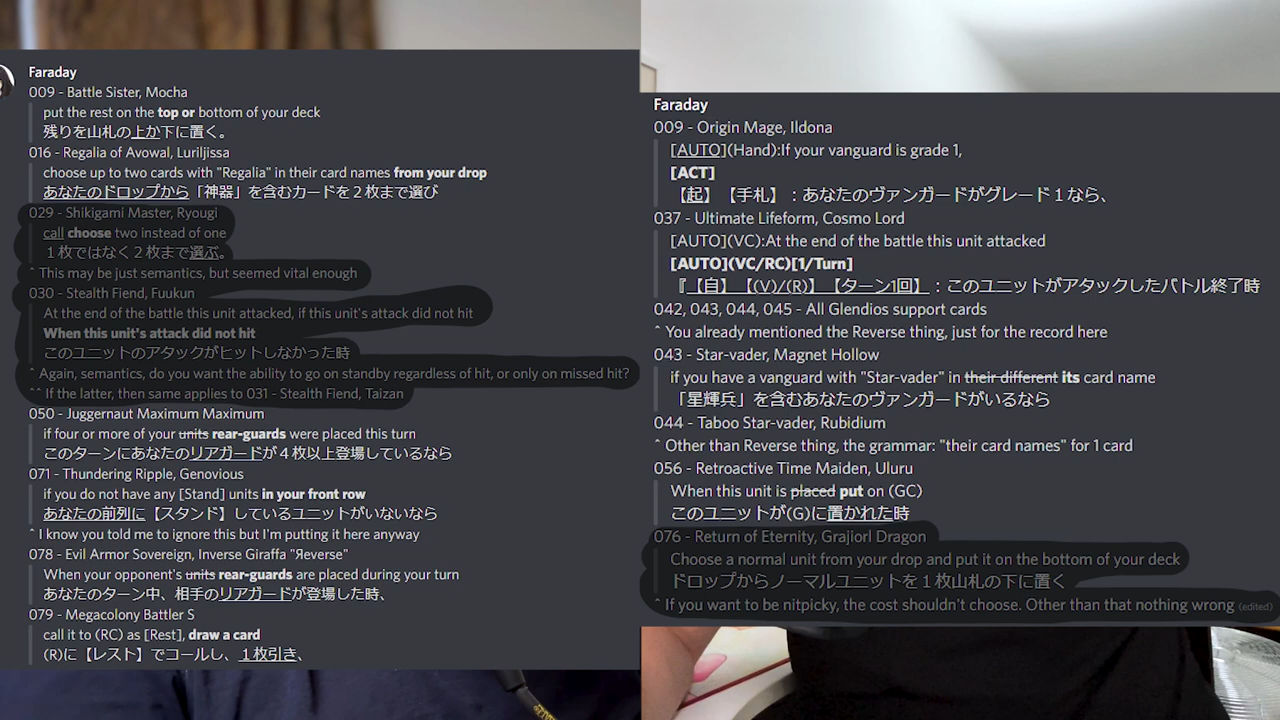 Faraday
009 - Battle Sister, Mocha
put the rest on the top or bottom of your deck
残りを山札の上か下に置く。
016 - Regalia of Avowal, Luriljissa
choose up to two cards with "Regalia" in their card names from your drop
あなたのドロップから「神器」を含むカードを２枚まで選び
029 - Shikigami Master, Ryougi
call choose two instead of one
１枚ではなく２枚まで選ぶ。
^ This may be just semantics, but seemed vital enough
030 - Stealth Fiend, Fuukun
At the end of the battle this unit attacked, if this unit's attack did not hit
When this unit's attack did not hit
このユニットのアタックがヒットしなかった時
^ Again, semantics, do you want the ability to go on standby regardless of hit, or only on missed hit?
^^ If the latter, then same applies to 031 - Stealth Fiend, Taizan
050 - Juggernaut Maximum Maximum
if four or more of your units rear-guards were placed this turn
このターンにあなたのリアガードが４枚以上登場しているなら
071 - Thundering Ripple, Genovious
if you do not have any [Stand] units in your front row
あなたの前列に【スタンド】しているユニットがいないなら
^ I know you told me to ignore this but I'm putting it here anyway
078 - Evil Armor Sovereign, Inverse Giraffa "Яeverse"
When your opponent's units rear-guards are placed during your turn
あなたのターン中、相手のリアガードが登場した時、
079 - Megacolony Battler S
call it to (RC) as [Rest], draw a card
(R)に【レスト】でコールし、１枚引き、
Faraday
009 - Origin Mage, Ildona
[AUTO](Hand):If your vanguard is grade 1,
[ACT]
【起】【手札】：あなたのヴァンガードがグレード１なら、
037 - Ultimate Lifeform, Cosmo Lord
[AUTO](VC):At the end of the battle this unit attacked
[AUTO](VC/RC)[1/Turn]
『【自】【(V)/(R)】【ターン1回】：このユニットがアタックしたバトル終了時
042, 043, 044, 045 - All Glendios support cards
^ You already mentioned the Reverse thing, just for the record here
043 - Star-vader, Magnet Hollow
if you have a vanguard with "Star-vader" in their different its card name
「星輝兵」を含むあなたのヴァンガードがいるなら
044 - Taboo Star-vader, Rubidium
^ Other than Reverse thing, the grammar: "their card names" for 1 card
056 - Retroactive Time Maiden, Uluru
When this unit is placed put on (GC)
このユニットが(G)に置かれた時
076 - Return of Eternity, Grajiorl Dragon
Choose a normal unit from your drop and put it on the bottom of your deck
ドロップからノーマルユニットを１枚山札の下に置く
^ If you want to be nitpicky, the cost shouldn't choose. Other than that nothing wrong (edited)